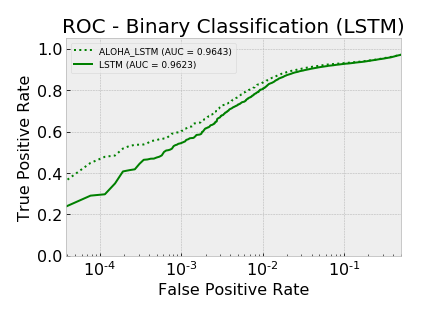 ROC - Binary Classification (LSTM)
ALOHA_LSTM (AUC = 0.9643)
LSTM (AUC = 0.9623)
True Positive Rate
1.0
0.8
0.6
0.4
0.2
0.0
10⁻⁴ 10⁻³ 10⁻² 10⁻¹
False Positive Rate